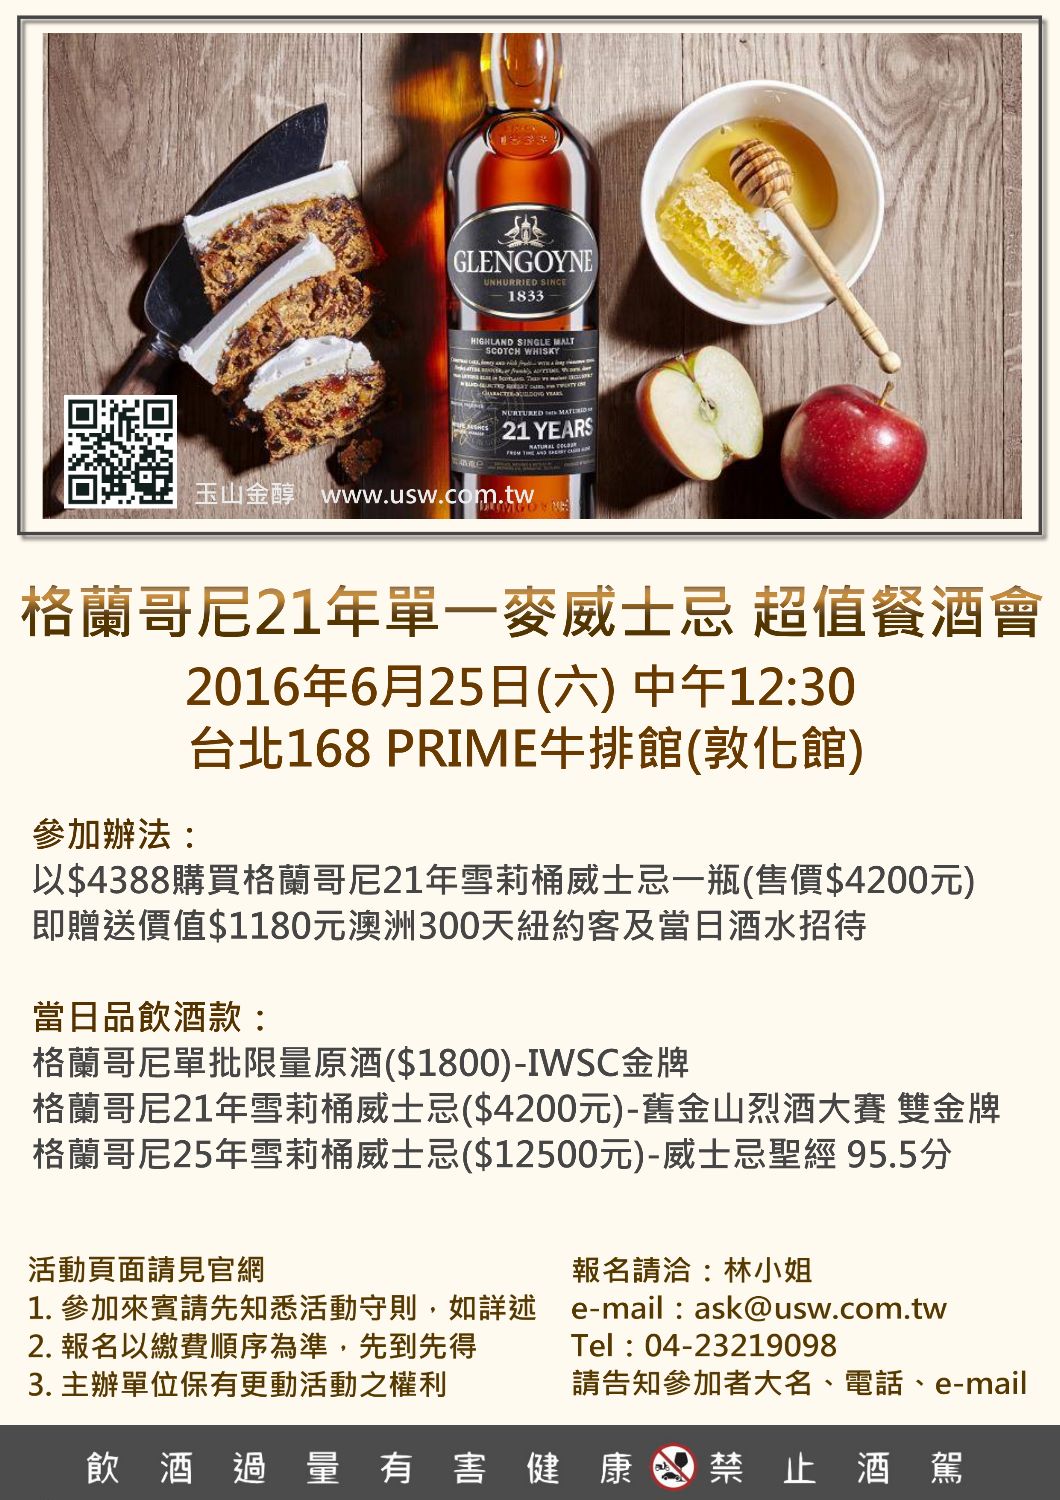 1833
GLENGOYNE
UNHURRIED SINCE
1833
HIGHLAND SINGLE MALT
SCOTCH WHISKY
NURTURED THEN MATURED FOR
21 YEARS
NATURAL COLOUR
FROM TIME AND SHERRY CASKS ALONE
玉山金醇 www.usw.com.tw
格蘭哥尼21年單一麥威士忌 超值餐酒會
2016年6月25日(六) 中午12:30
台北168 PRIME牛排館(敦化館)
參加辦法：
以$4388購買格蘭哥尼21年雪莉桶威士忌一瓶(售價$4200元)
即贈送價值$1180元澳洲300天紐約客及當日酒水招待
當日品飲酒款：
格蘭哥尼單批限量原酒($1800)-IWSC金牌
格蘭哥尼21年雪莉桶威士忌($4200元)-舊金山烈酒大賽 雙金牌
格蘭哥尼25年雪莉桶威士忌($12500元)-威士忌聖經 95.5分
活動頁面請見官網
1. 參加來賓請先知悉活動守則，如詳述
2. 報名以繳費順序為準，先到先得
3. 主辦單位保有更動活動之權利
報名請洽：林小姐
e-mail：ask@usw.com.tw
Tel：04-23219098
請告知參加者大名、電話、e-mail
飲酒過量有害健康 禁止酒駕